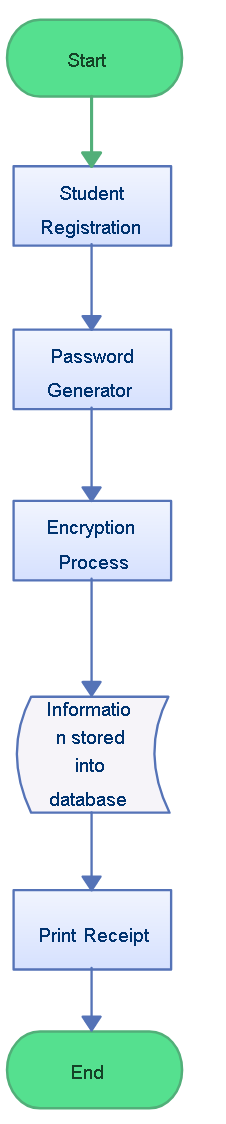 Start
Student
Registration
Password
Generator
Encryption
Process
Informatio
n stored
into
database
Print Receipt
End